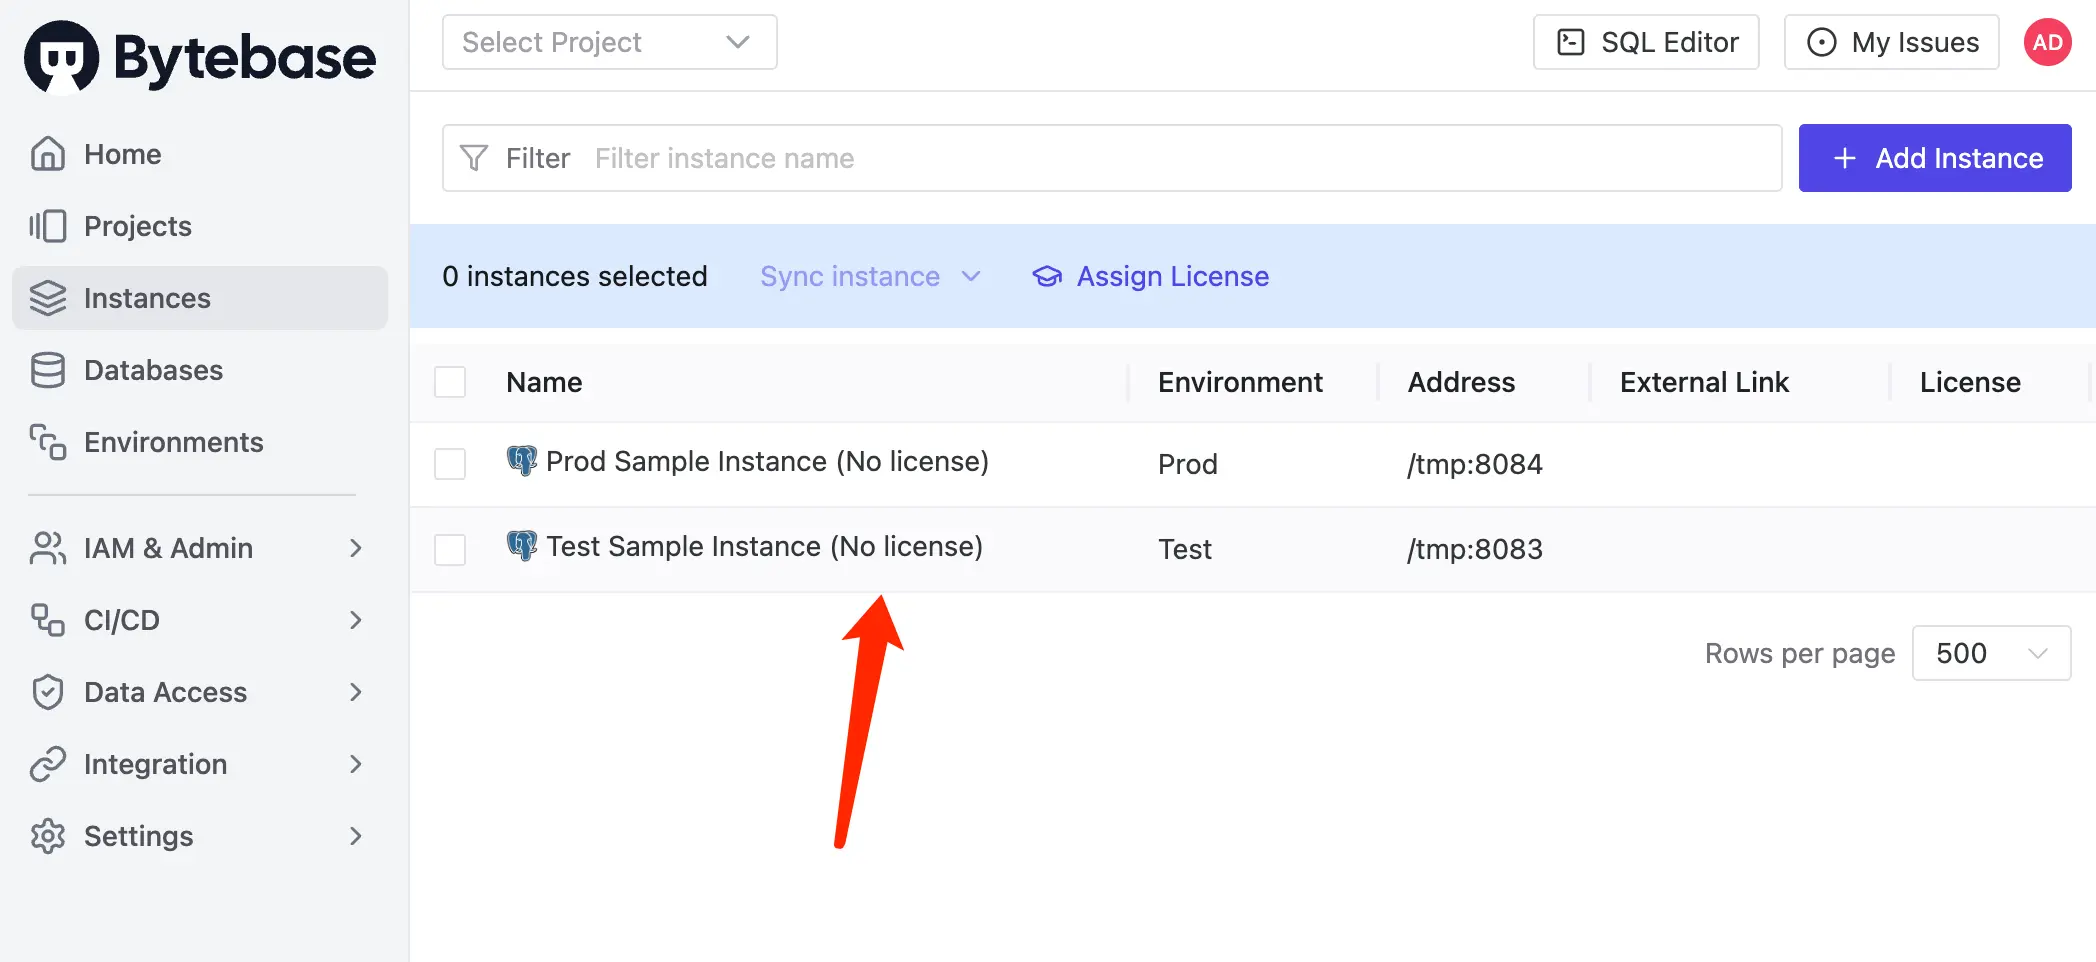 Bytebase
Home
Projects
Instances
Databases
Environments
IAM & Admin
CI/CD
Data Access
Integration
Settings
Select Project
SQL Editor
My Issues
AD
Filter Filter instance name
+ Add Instance
0 instances selected Sync instance Assign License
Name Environment Address External Link License
Prod Sample Instance (No license) Prod /tmp:8084
Test Sample Instance (No license) Test /tmp:8083
Rows per page 500